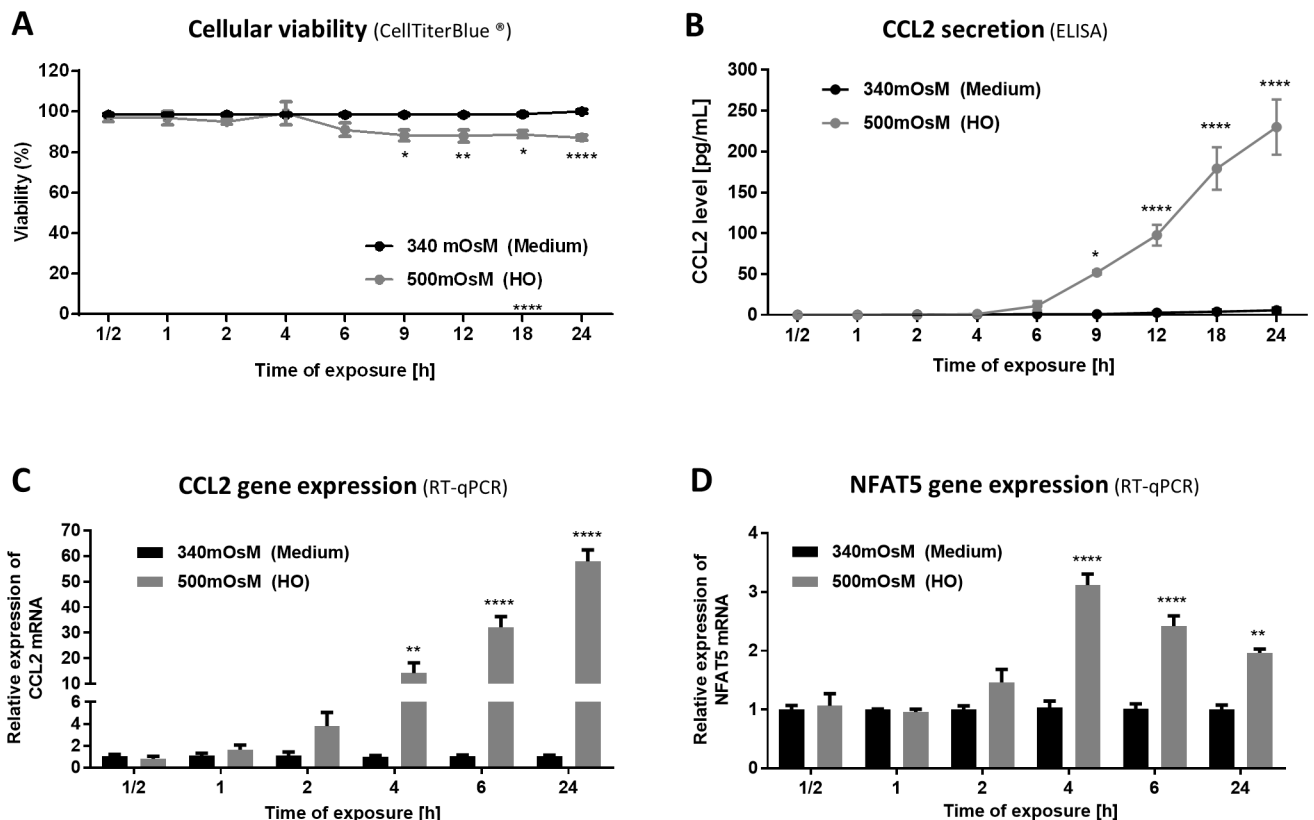 A
Cellular viability (CellTiterBlue ®)
120
100
80
60
40
20
0
Viability (%)
* ** * ****
340 mOsM (Medium)
500mOsM (HO)
****
1/2 1 2 4 6 9 12 18 24
Time of exposure [h]
B
CCL2 secretion (ELISA)
300
250
200
150
100
50
0
CCL2 level [pg/mL]
340mOsM (Medium)
500mOsM (HO)
* **** **** ****
1/2 1 2 4 6 9 12 18 24
Time of exposure [h]
C
CCL2 gene expression (RT-qPCR)
70
60
50
40
30
20
10
6
4
2
0
Relative expression of
CCL2 mRNA
340mOsM (Medium)
500mOsM (HO)
** **** ****
1/2 1 2 4 6 24
Time of exposure [h]
D
NFAT5 gene expression (RT-qPCR)
4
3
2
1
0
Relative expression of
NFAT5 mRNA
340mOsM (Medium)
500mOsM (HO)
**** **** **
1/2 1 2 4 6 24
Time of exposure [h]